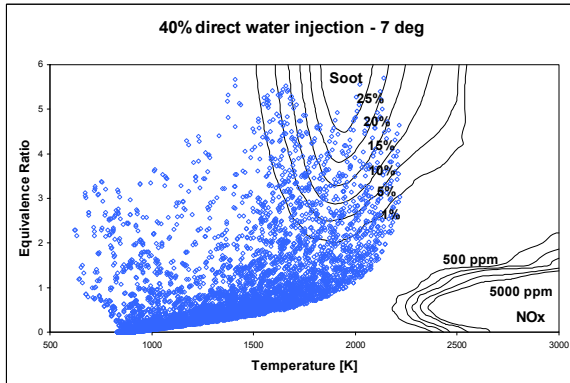 40% direct water injection - 7 deg
Equivalence Ratio
6
5
4
3
2
1
0
Soot
25%
20%
15%
10%
5%
1%
500 ppm
5000 ppm
NOx
500
1000
1500
2000
2500
3000
Temperature [K]